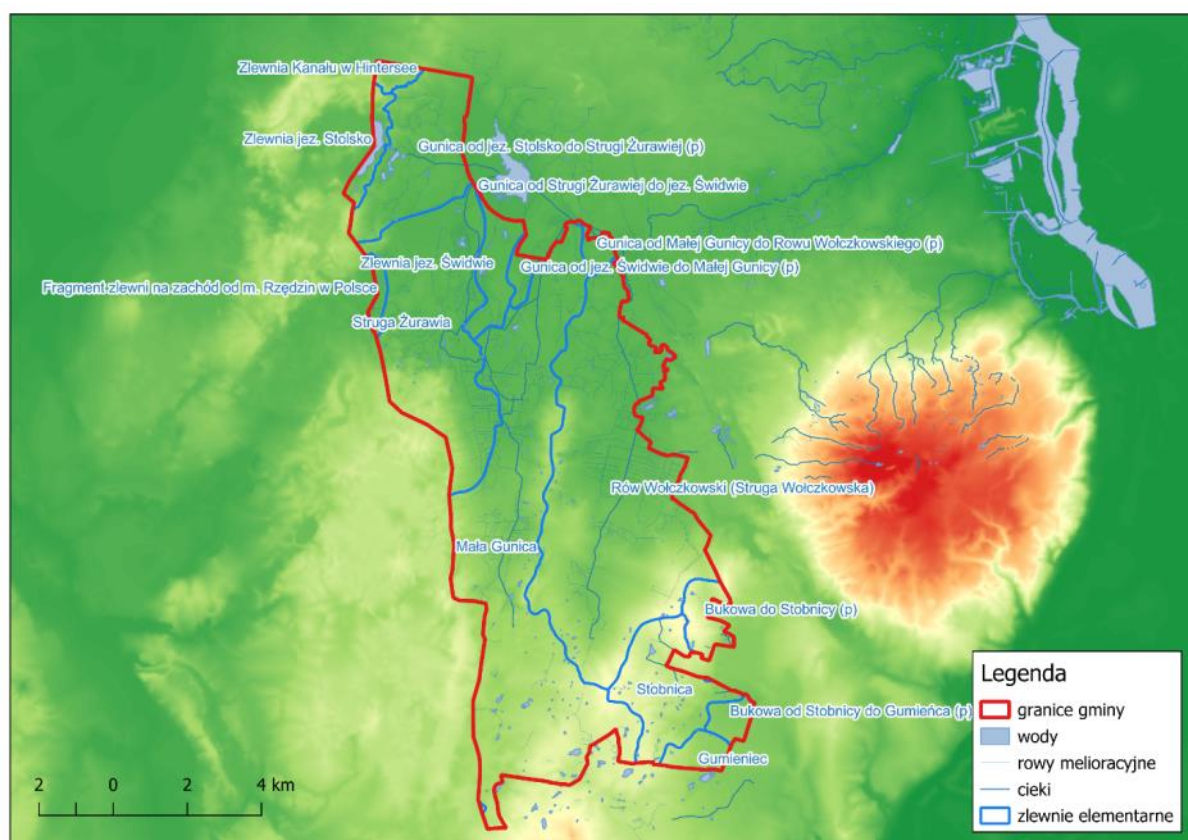 Zlewnia Kanału w Hintersee
Zlewnia jez. Stolsko
Gunica od jez. Stolsko do Strugi Żurawiej (p)
Gunica od Strugi Żurawiej do jez. Świdwie
Gunica od Małej Gunicy do Rowu Wołczkowskiego (p)
Zlewnia jez. Świdwie
Gunica od jez. Świdwie do Małej Gunicy (p)
Fragment zlewni na zachód od m. Rzędzin w Polsce
Struga Żurawia
Rów Wołczkowski (Struga Wołczkowska)
Mała Gunica
Bukowa do Stobnicy (p)
Stobnica
Bukowa od Stobnicy do Gumieńca (p)
Gumieniec
2 0 2 4 km
Legenda
granice gminy
wody
rowy melioracyjne
cieki
zlewnie elementarne